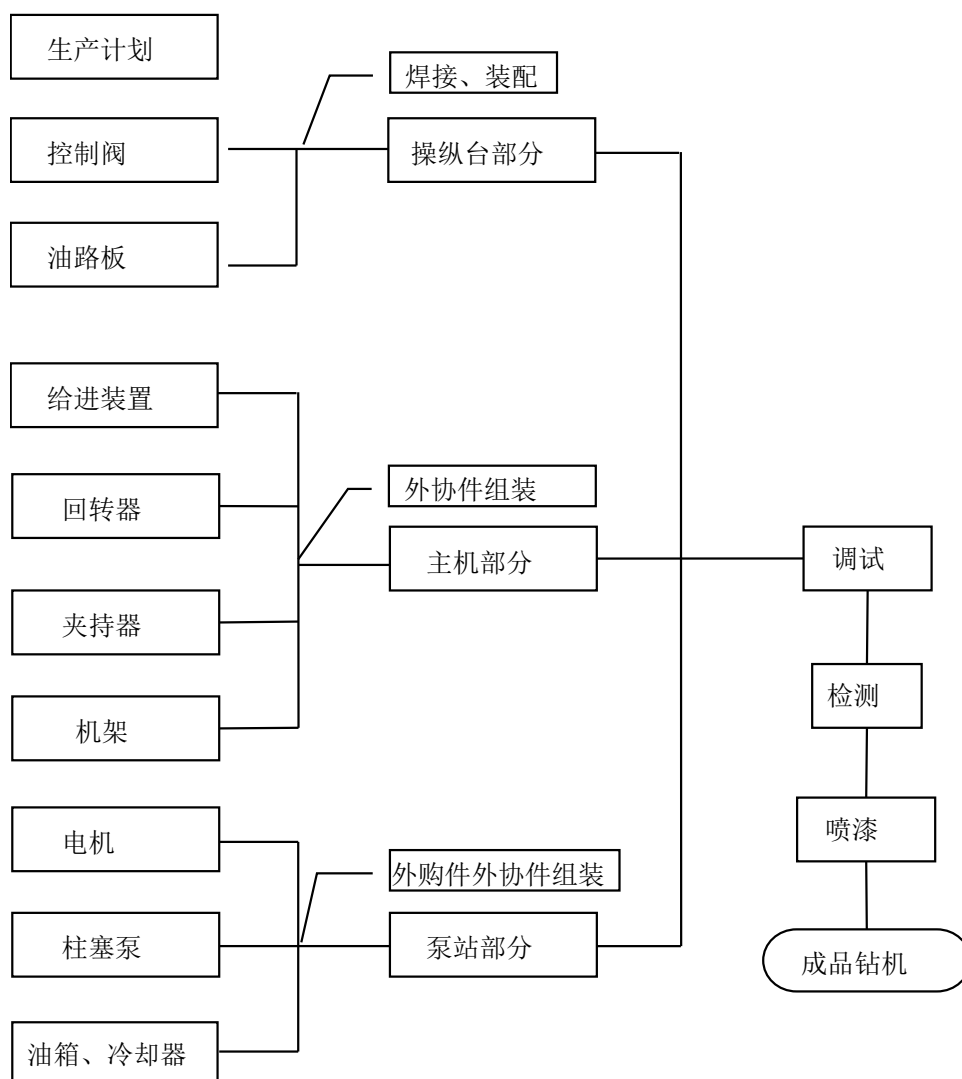 生产计划
焊接、装配
控制阀
操纵台部分
油路板
给进装置
外协件组装
回转器
主机部分
调试
夹持器
检测
机架
喷漆
电机
外购件外协件组装
柱塞泵
泵站部分
成品钻机
油箱、冷却器